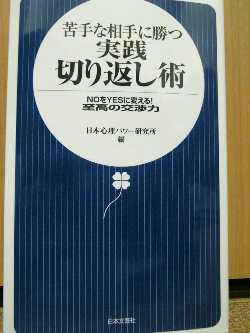 苦手な相手に勝つ
実践
切り返し術
NOをYESに変える!
至高の交渉力
日本心理パワー研究所
編
日本文芸社